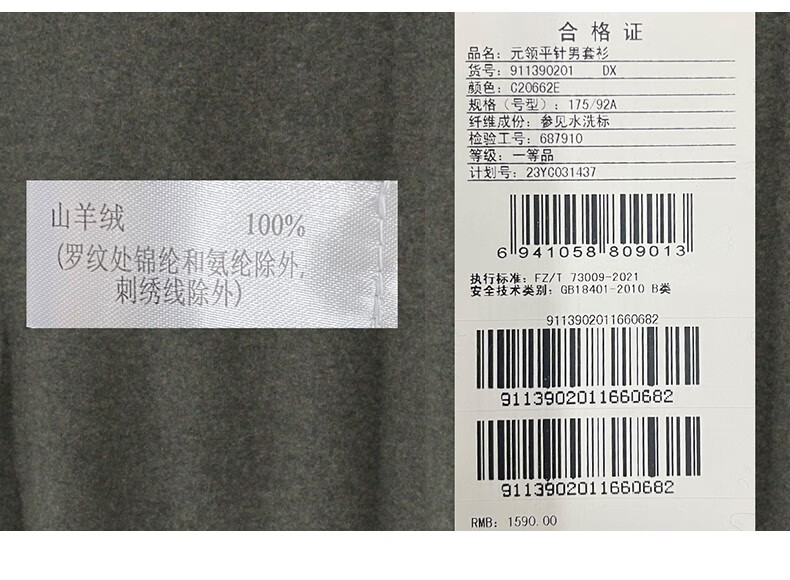 山羊绒 100%
(罗纹处锦纶和氨纶除外,
刺绣线除外)
合格证
品名: 元领平针男套衫
货号: 911390201 DX
颜色: C20662E
规格(号型): 175/92A
纤维成份: 参见水洗标
检验工号: 687910
等级: 一等品
计划号: 23YG031437
6 941058 809013
执行标准: FZ/T 73009-2021
安全技术类别: GB18401-2010 B类
9113902011660682
9113902011660682
9113902011660682
RMB: 1590.00